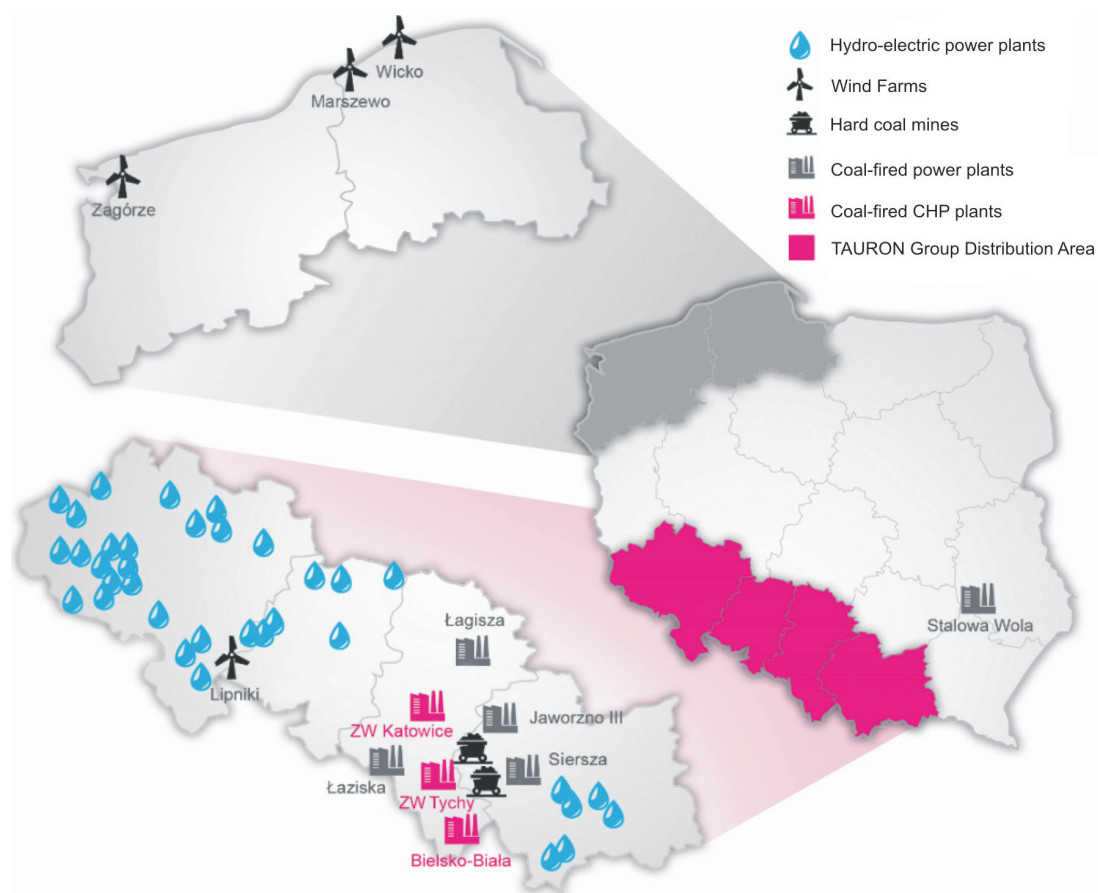 Hydro-electric power plants
Wind Farms
Hard coal mines
Coal-fired power plants
Coal-fired CHP plants
TAURON Group Distribution Area
Wicko
Marszewo
Zagórze
Stalowa Wola
Łagisza
Lipniki
Jaworzno III
ZW Katowice
Siersza
Łaziska
ZW Tychy
Bielsko-Biała